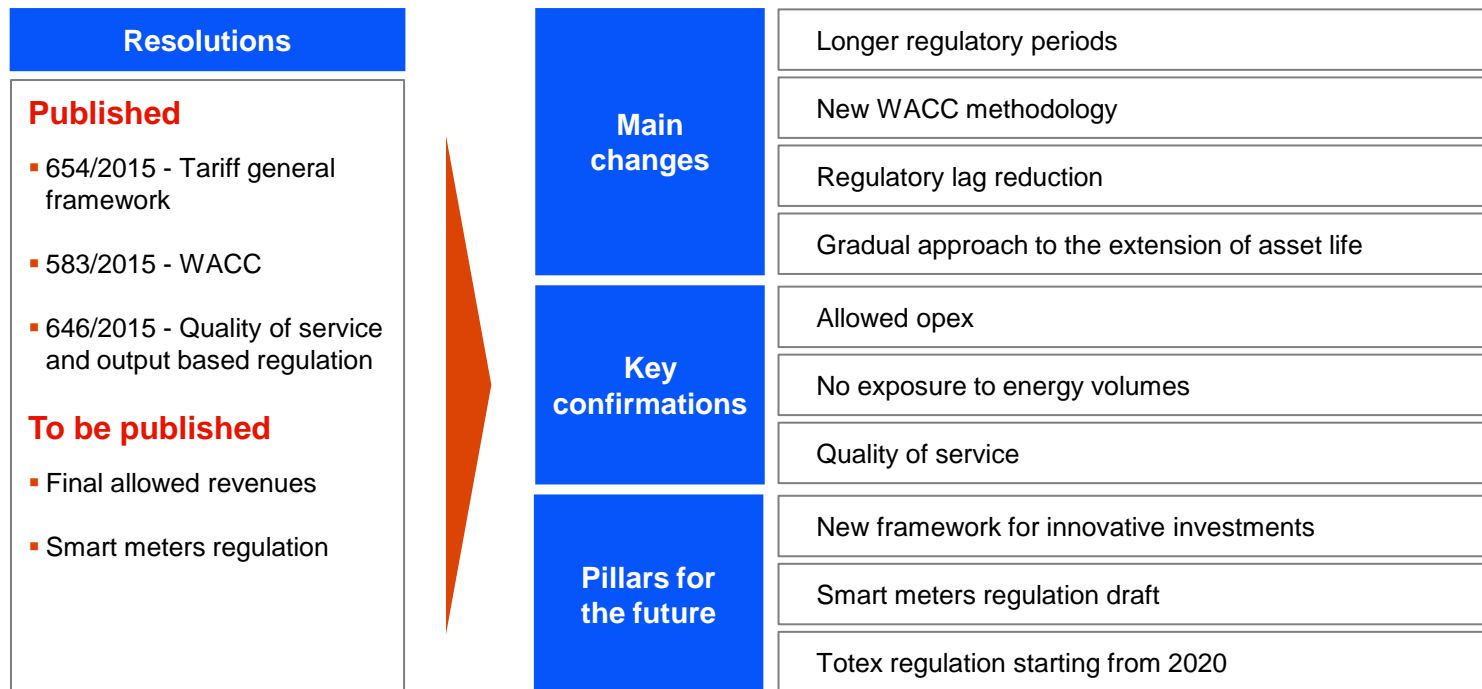 Resolutions
Published
▪ 654/2015 - Tariff general
framework
▪ 583/2015 - WACC
▪ 646/2015 - Quality of service
and output based regulation
To be published
▪ Final allowed revenues
▪ Smart meters regulation
Main
changes
Longer regulatory periods
New WACC methodology
Regulatory lag reduction
Gradual approach to the extension of asset life
Key
confirmations
Allowed opex
No exposure to energy volumes
Quality of service
Pillars for
the future
New framework for innovative investments
Smart meters regulation draft
Totex regulation starting from 2020